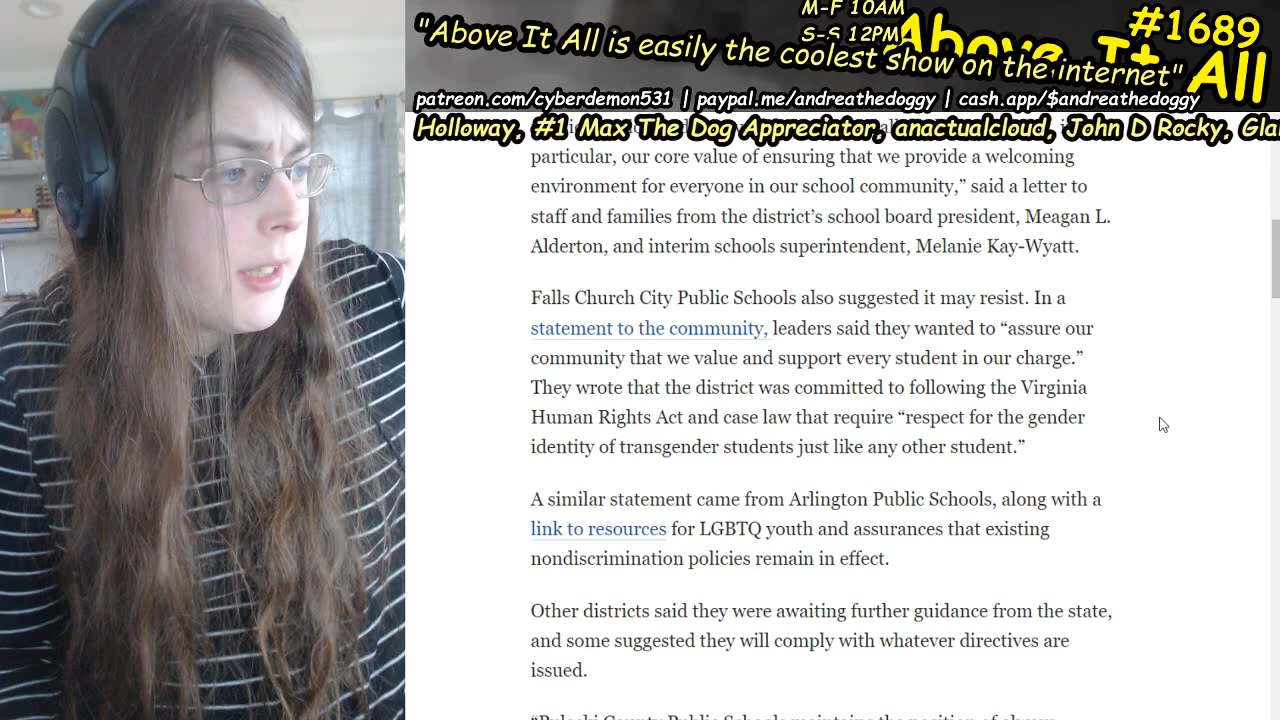 M-F 10AM
S-S 12PM
#1689
Above It All
"Above It All is easily the coolest show on the internet"
patreon.com/cyberdemon531 | paypal.me/andreathedoggy | cash.app/$andreathedoggy
Holloway, #1 Max The Dog Appreciator, anactualcloud, John D Rocky,
particular, our core value of ensuring that we provide a welcoming
environment for everyone in our school community,” said a letter to
staff and families from the district’s school board president, Meagan L.
Alderton, and interim schools superintendent, Melanie Kay-Wyatt.
Falls Church City Public Schools also suggested it may resist. In a
statement to the community, leaders said they wanted to “assure our
community that we value and support every student in our charge.”
They wrote that the district was committed to following the Virginia
Human Rights Act and case law that require “respect for the gender
identity of transgender students just like any other student.”
A similar statement came from Arlington Public Schools, along with a
link to resources for LGBTQ youth and assurances that existing
nondiscrimination policies remain in effect.
Other districts said they were awaiting further guidance from the state,
and some suggested they will comply with whatever directives are
issued.